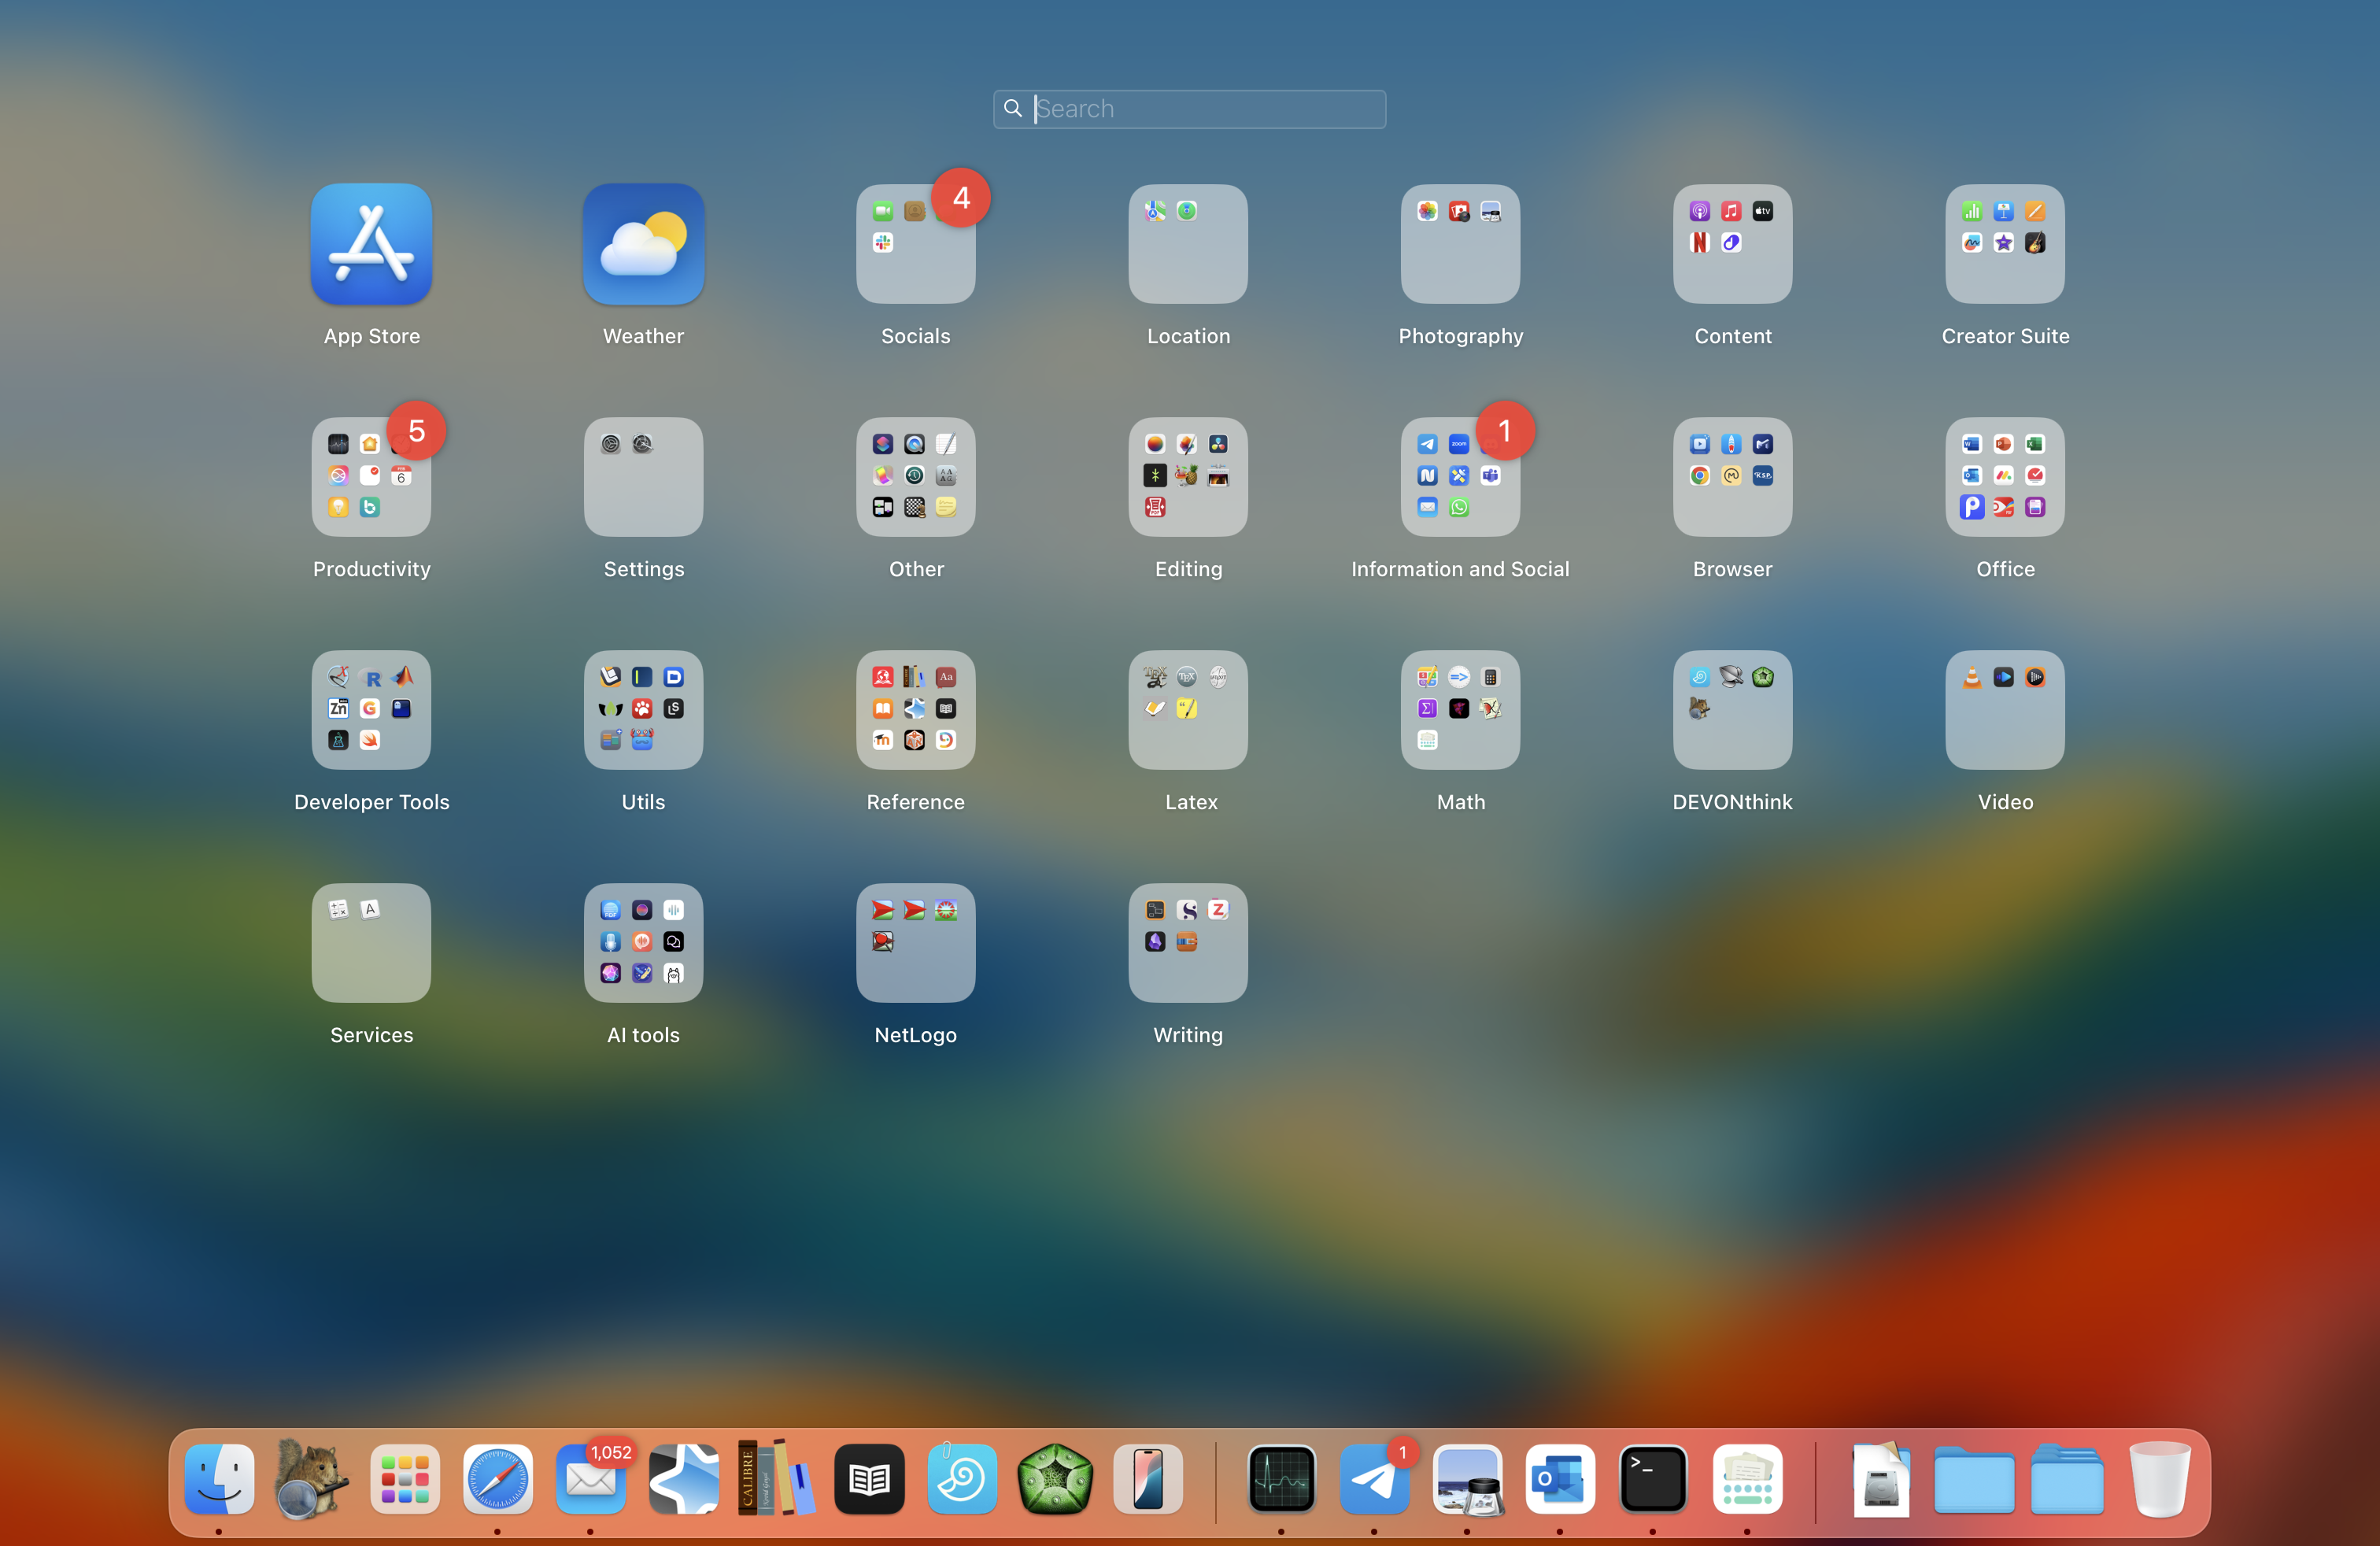 Search
4
App Store
Weather
Socials
Location
Photography
Content
Creator Suite
5
1
Productivity
Settings
Other
Editing
Information and Social
Browser
Office
Developer Tools
Utils
Reference
Latex
Math
DEVONthink
Video
Services
AI tools
NetLogo
Writing
1,052
CALIBRE
1
>_